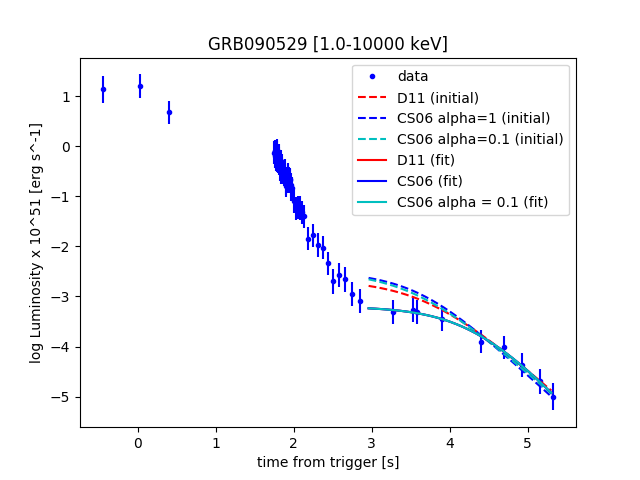 GRB090529 [1.0-10000 keV]
data
D11 (initial)
CS06 alpha=1 (initial)
CS06 alpha=0.1 (initial)
D11 (fit)
CS06 (fit)
CS06 alpha = 0.1 (fit)
log Luminosity x 10^51 [erg s^-1]
1
0
−1
−2
−3
−4
−5
0 1 2 3 4 5
time from trigger [s]